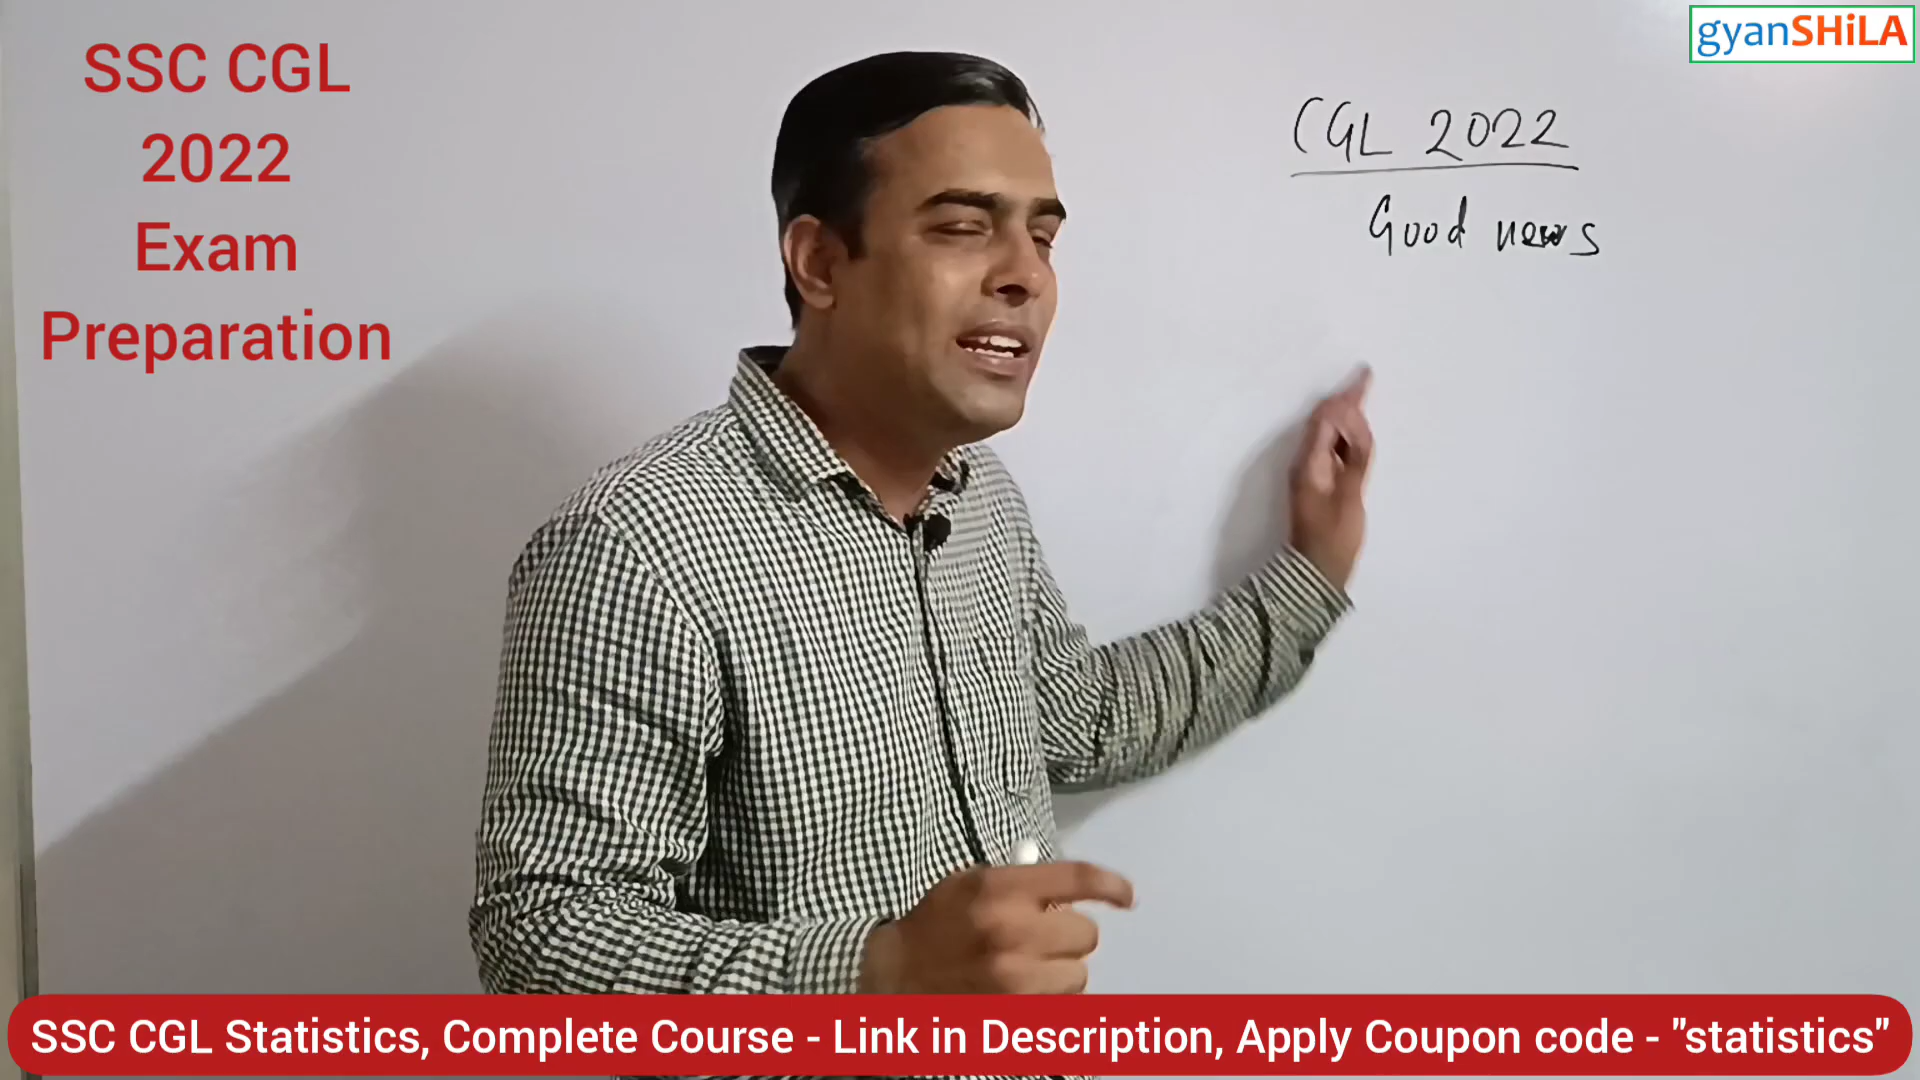 SSC CGL
2022
Exam
Preparation
gyanSHiLA
CGL 2022
Good news
SSC CGL Statistics, Complete Course - Link in Description, Apply Coupon code - "statistics"